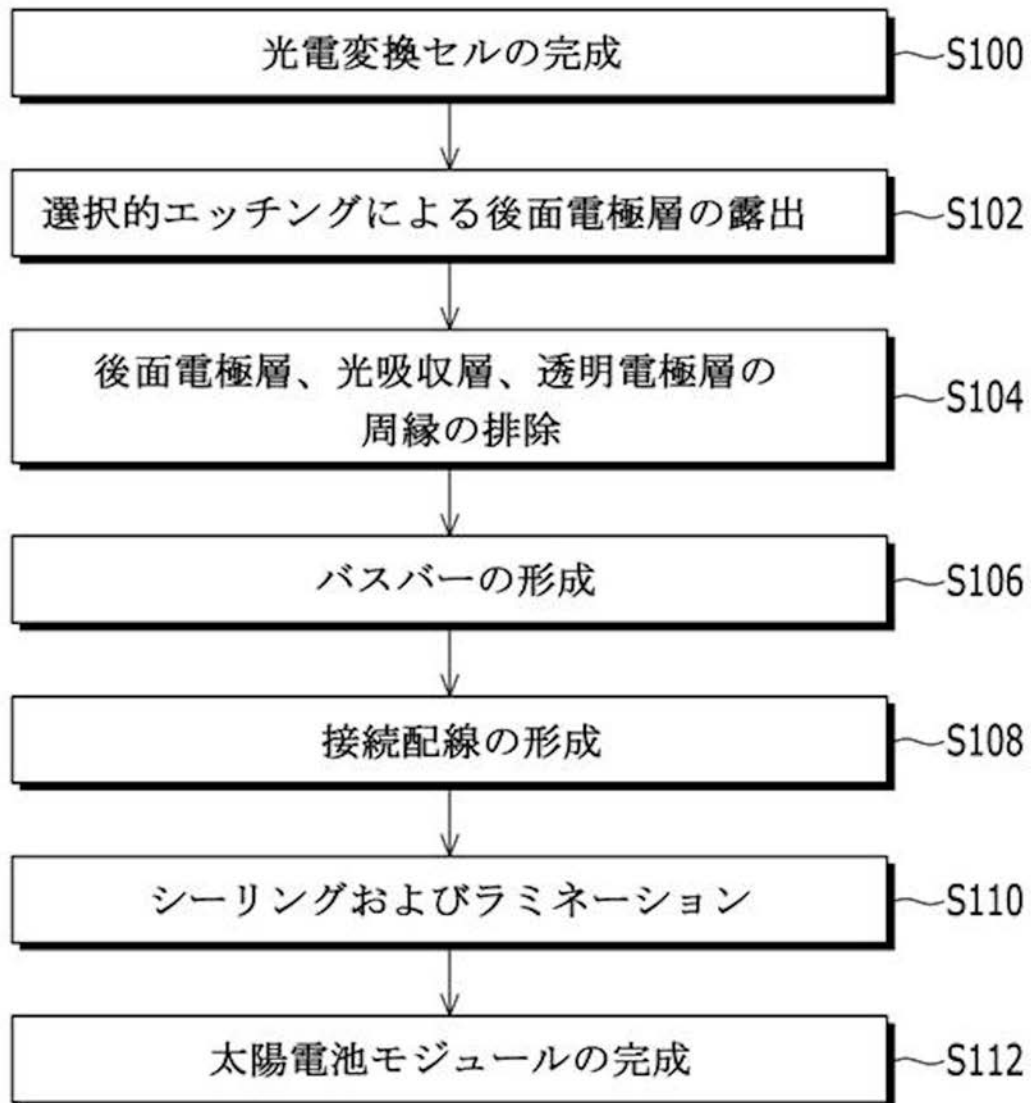 光電変換セルの完成
S100
選択的エッチングによる後面電極層の露出
S102
後面電極層、光吸収層、透明電極層の
周縁の排除
S104
バスバーの形成
S106
接続配線の形成
S108
シーリングおよびラミネーション
S110
太陽電池モジュールの完成
S112